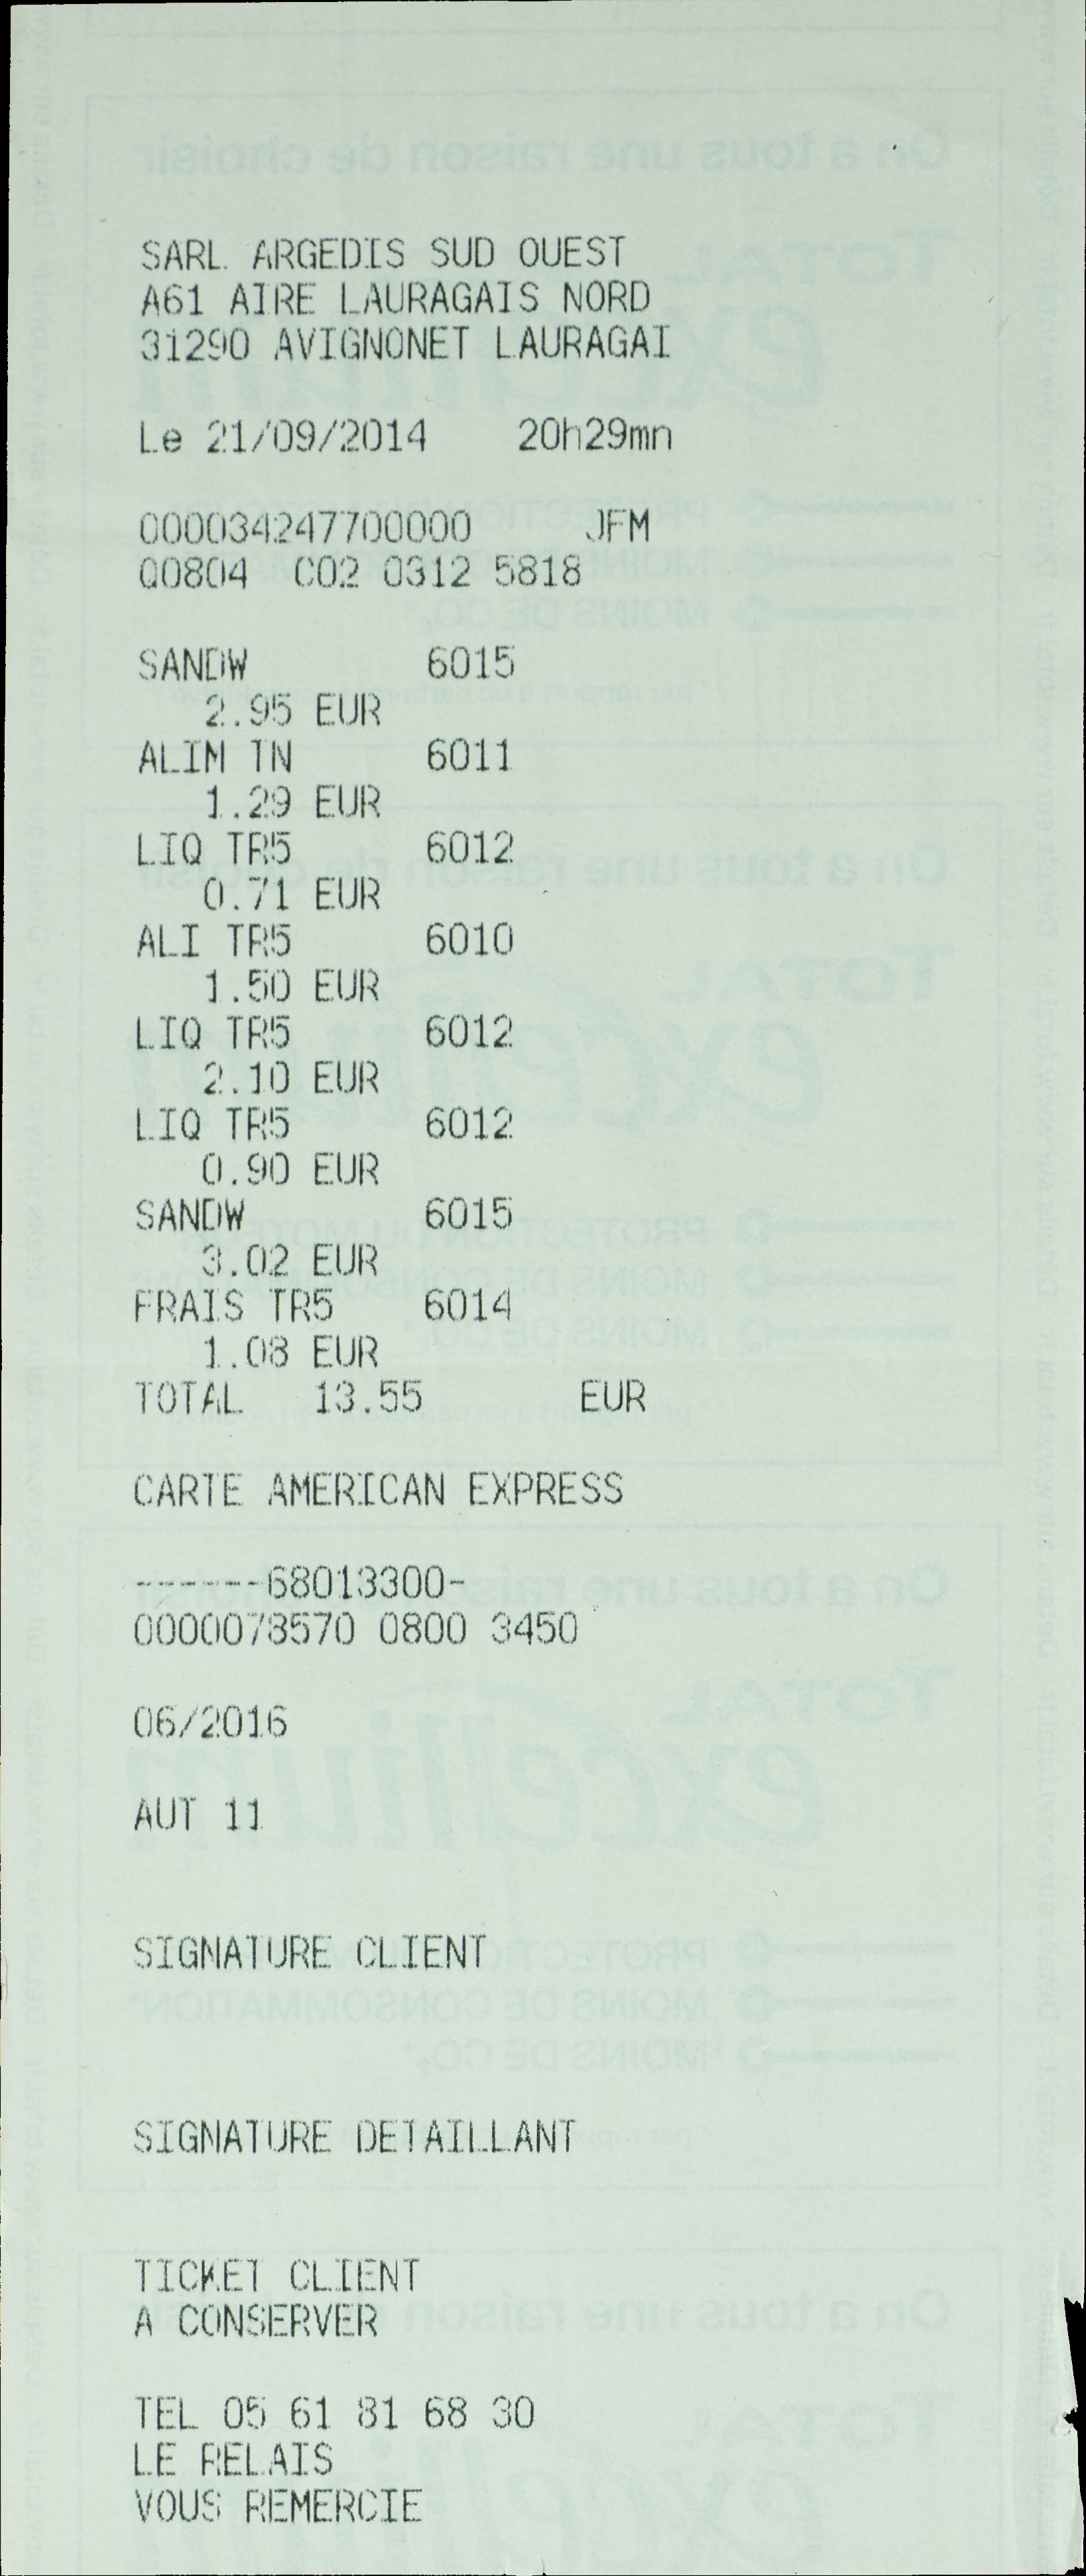 SARL ARGEDIS SUD OUEST
A61 AIRE LAURAGAIS NORD
31290 AVIGNONET LAURAGAI
Le 21/09/2014 20h29mn
000034247700000 JFM
00804 C02 0312 5818
SANDW 6015
2.95 EUR
ALIM TN 6011
1.29 EUR
LIQ TR5 6012
0.71 EUR
ALI TR5 6010
1.50 EUR
LIQ TR5 6012
2.10 EUR
LIQ TR5 6012
0.90 EUR
SANDW 6015
3.02 EUR
FRAIS TR5 6014
1.08 EUR
TOTAL 13.55 EUR
CARTE AMERICAN EXPRESS
------68013300-
0000078570 0800 3450
06/2016
AUT 11
SIGNATURE CLIENT
SIGNATURE DETAILLANT
TICKET CLIENT
A CONSERVER
TEL 05 61 81 68 30
LE RELAIS
VOUS REMERCIE